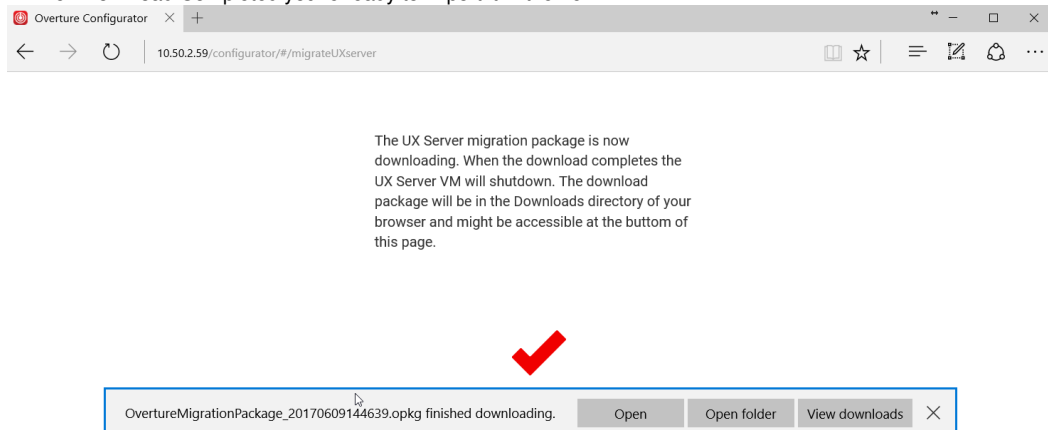 Overture Configurator
10.50.2.59/configurator/#/migrateUXserver
The UX Server migration package is now
downloading. When the download completes the
UX Server VM will shutdown. The download
package will be in the Downloads directory of your
browser and might be accessible at the buttom of
this page.
OvertureMigrationPackage_20170609144639.opkg finished downloading. Open Open folder View downloads